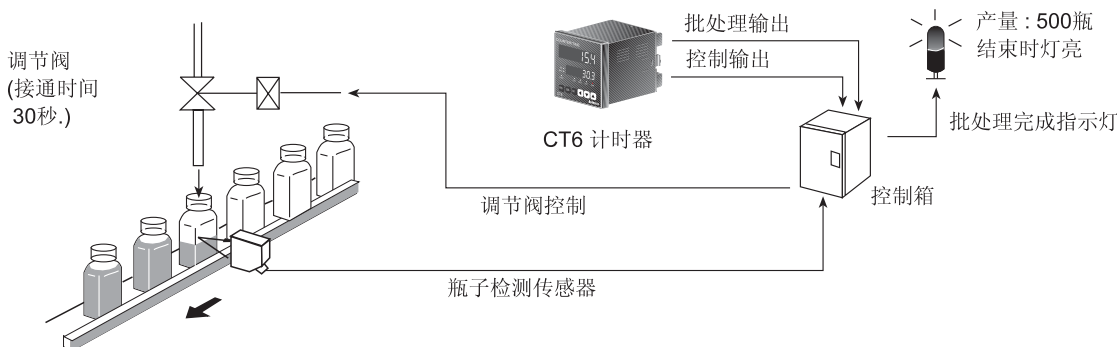 调节阀
(接通时间
30秒.)
批处理输出
控制输出
154
303
CT6 计时器
产量 : 500瓶
结束时灯亮
批处理完成指示灯
控制箱
调节阀控制
瓶子检测传感器